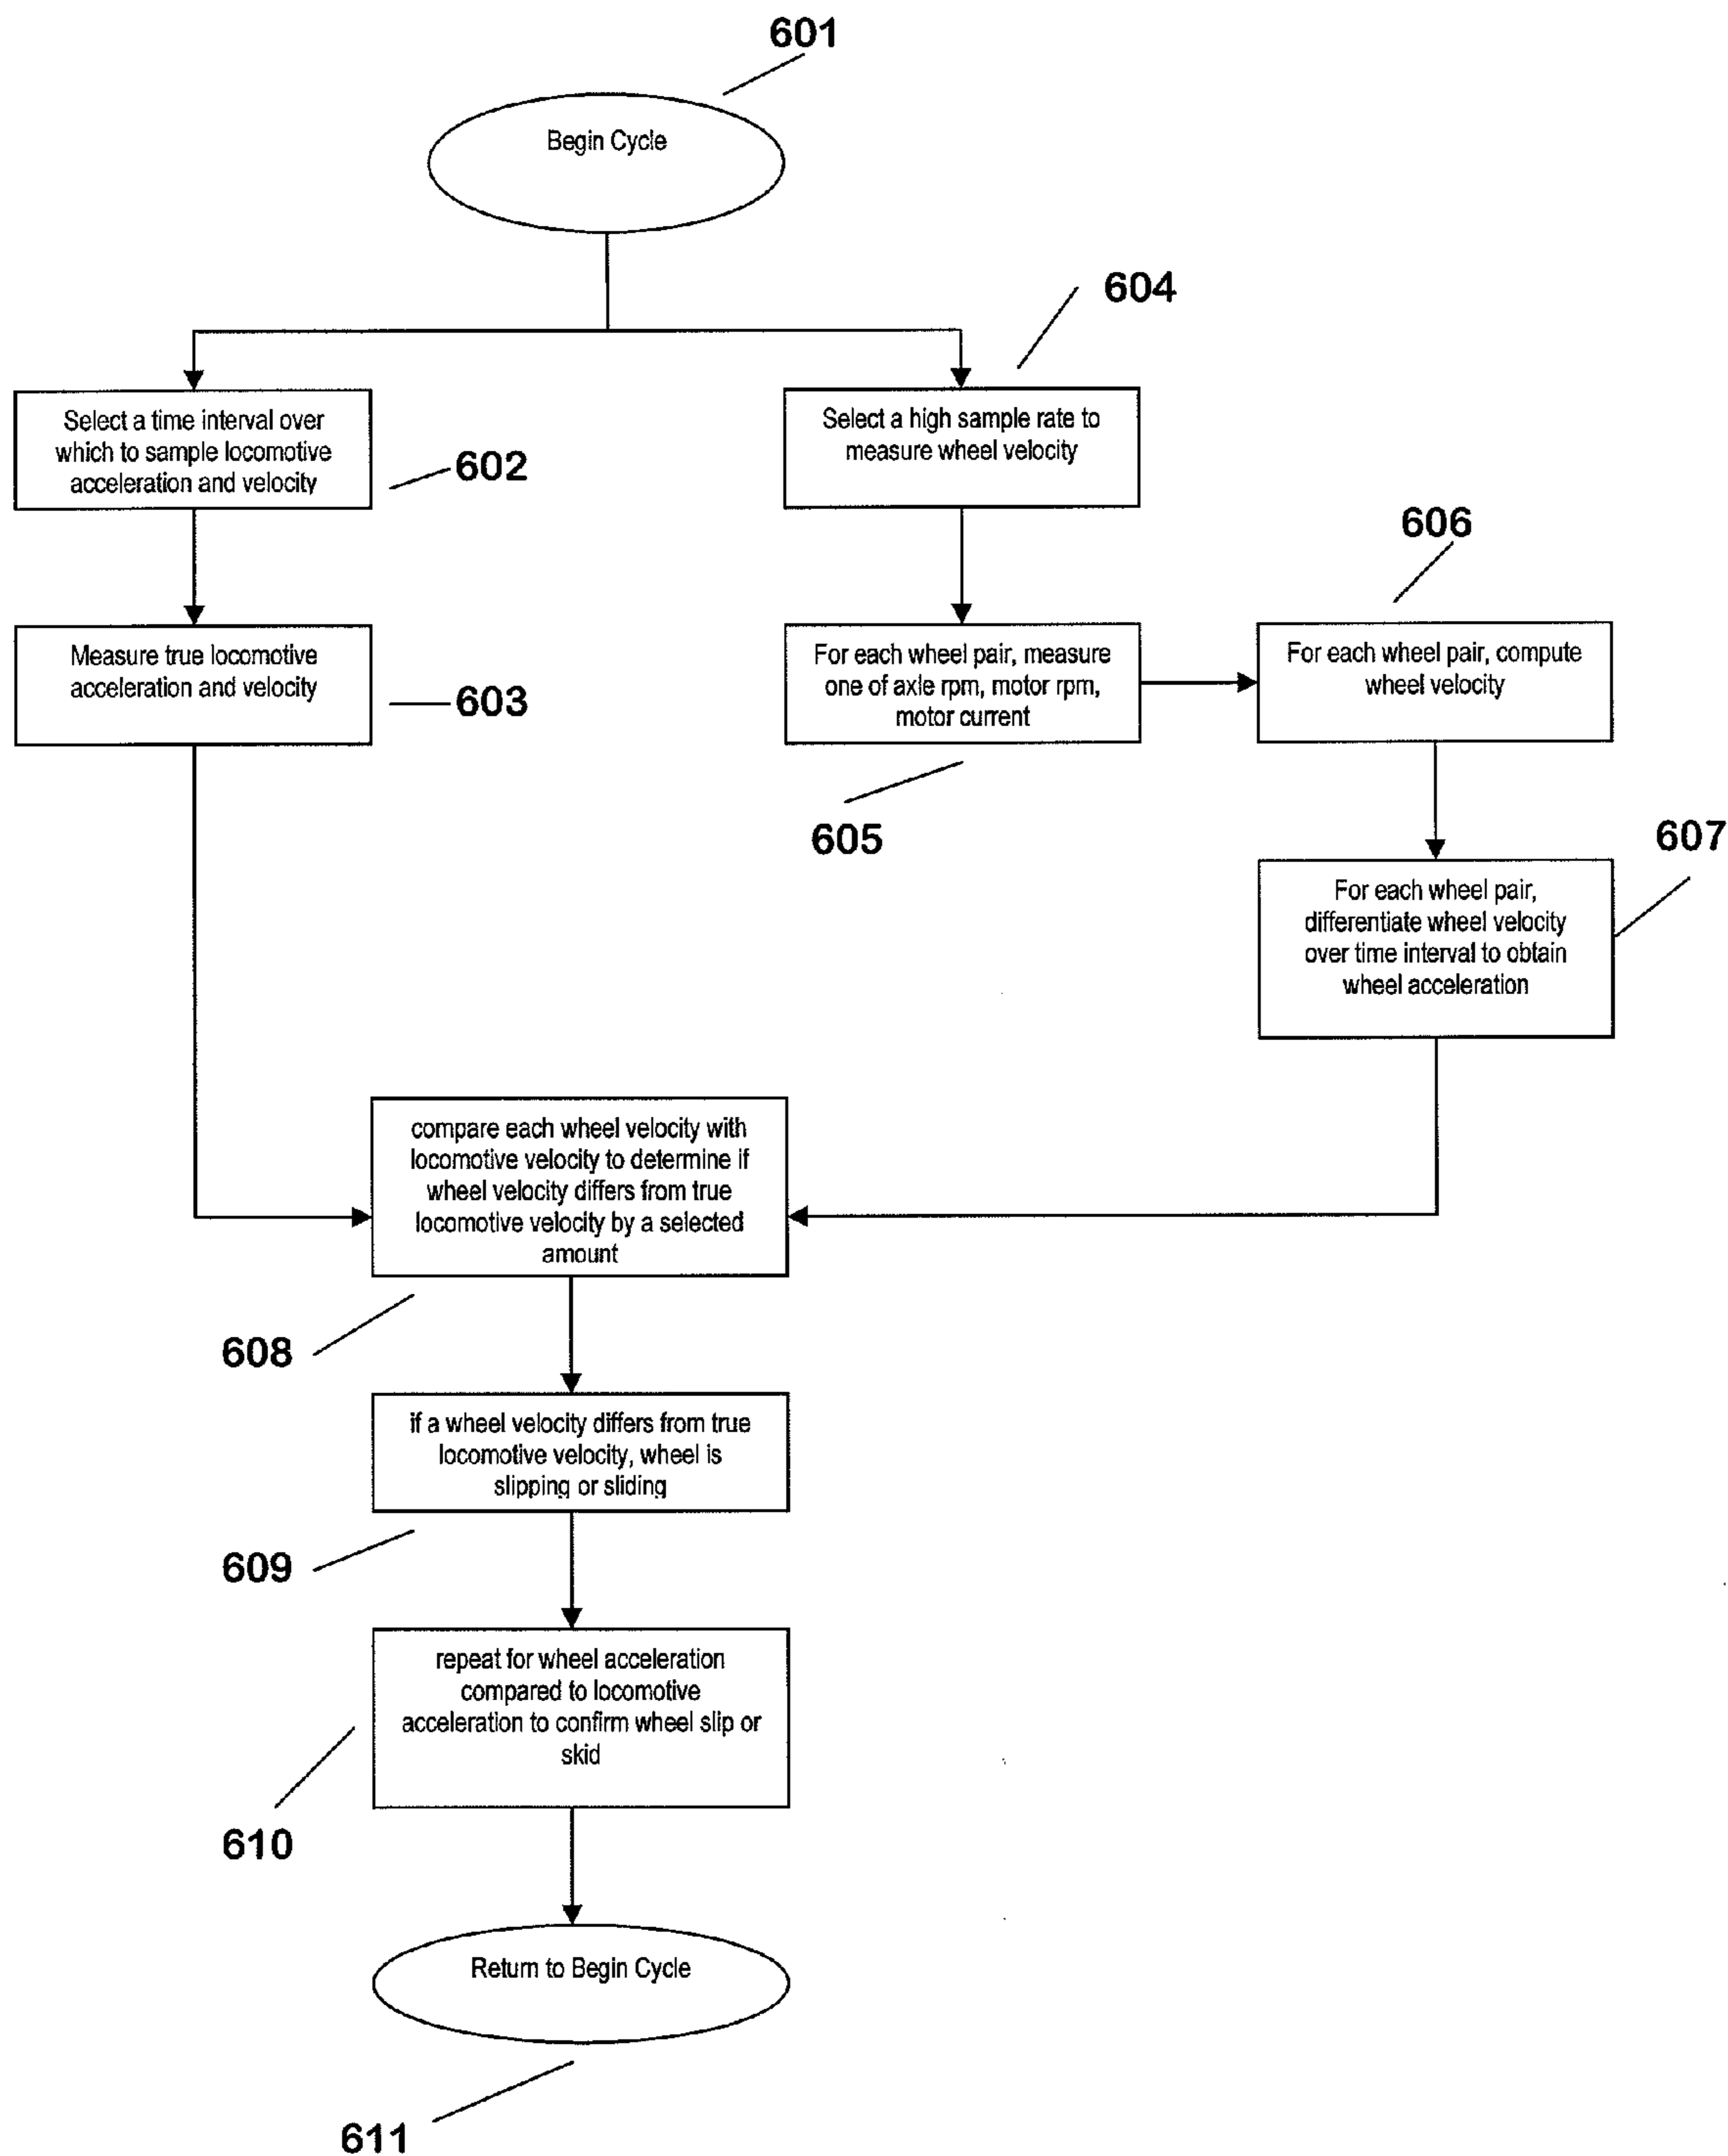 601
Begin Cycle
604
Select a time interval over
which to sample locomotive
acceleration and velocity
602
Select a high sample rate to
measure wheel velocity
606
Measure true locomotive
acceleration and velocity
603
For each wheel pair, measure
one of axle rpm, motor rpm,
motor current
605
For each wheel pair, compute
wheel velocity
607
For each wheel pair,
differentiate wheel velocity
over time interval to obtain
wheel acceleration
compare each wheel velocity with
locomotive velocity to determine if
wheel velocity differs from true
locomotive velocity by a selected
amount
608
if a wheel velocity differs from true
locomotive velocity, wheel is
slipping or sliding
609
repeat for wheel acceleration
compared to locomotive
acceleration to confirm wheel slip or
skid
610
Return to Begin Cycle
611